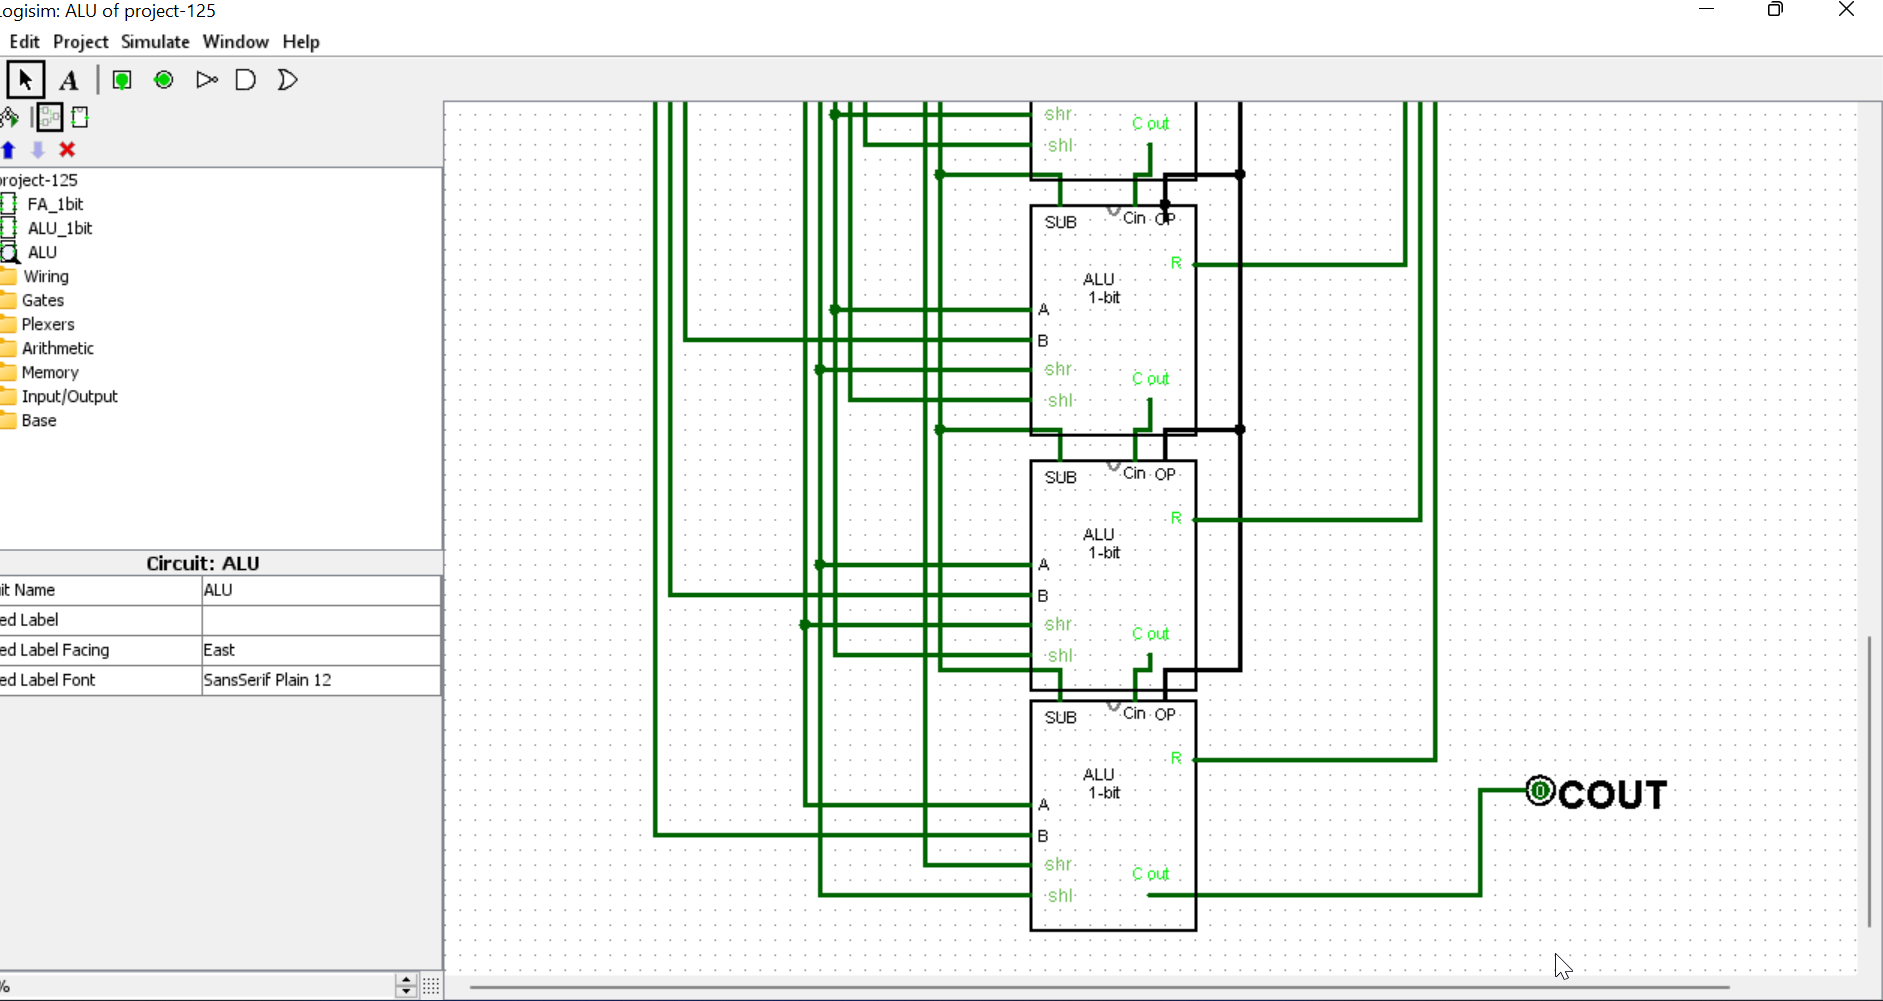 ogisim: ALU of project-125
Edit Project Simulate Window Help
A
roject-125
FA_1bit
ALU_1bit
ALU
Wiring
Gates
Plexers
Arithmetic
Memory
Input/Output
Base
Circuit: ALU
it Name ALU
ed Label
ed Label Facing East
ed Label Font SansSerif Plain 12
%
shr
C out
shl
SUB Cin OP
R
ALU
1-bit
A
B
shr
C out
shl
SUB Cin OP
R
ALU
1-bit
A
B
shr
C out
shl
SUB Cin OP
R
ALU
1-bit
A
B
shr
C out
shl
0 COUT